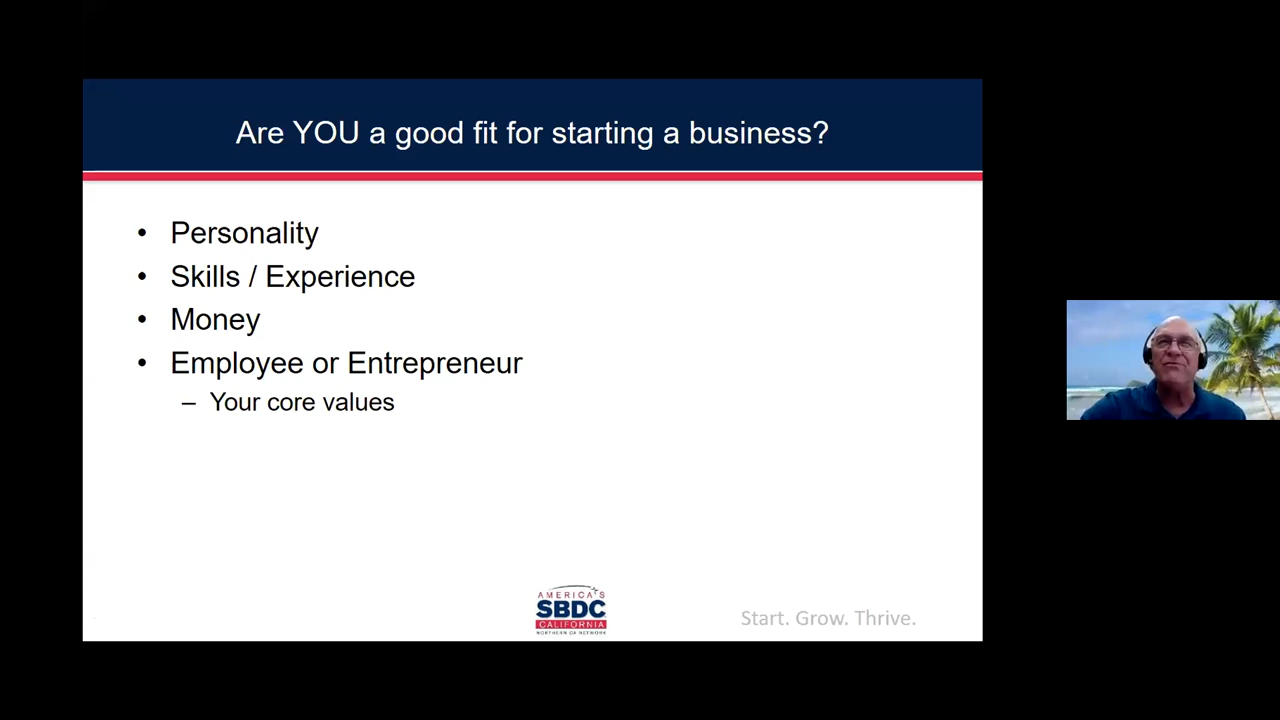 Are YOU a good fit for starting a business?
• Personality
• Skills / Experience
• Money
• Employee or Entrepreneur
– Your core values
AMERICA'S
SBDC
CALIFORNIA
NORTHERN CA NETWORK
Start. Grow. Thrive.